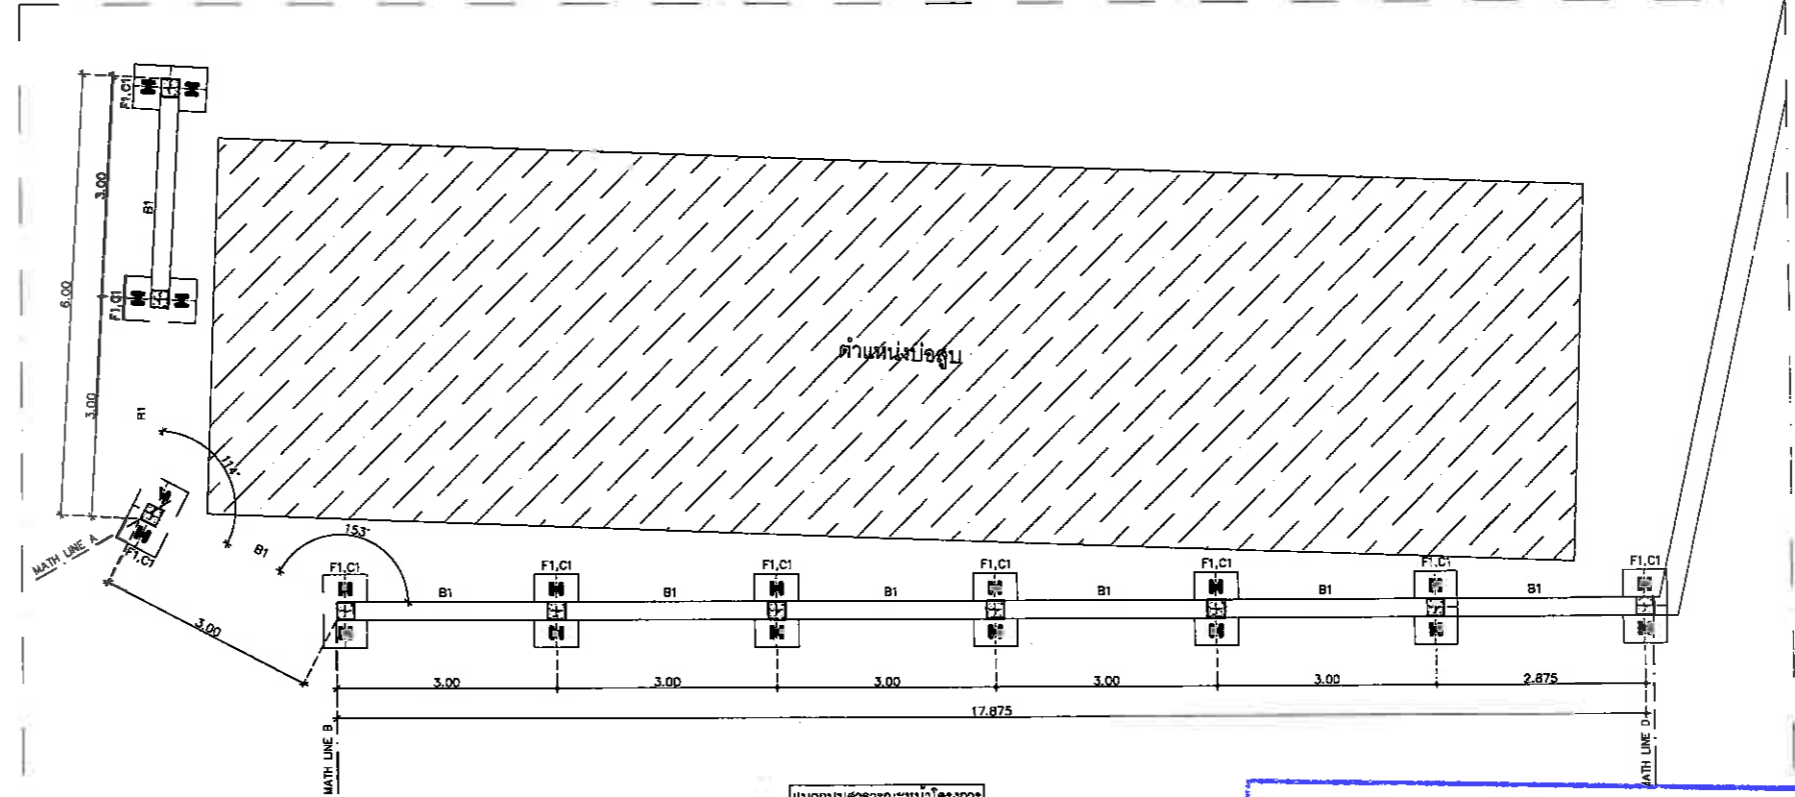 F1,C1
3.00
B1
6.00
F1,C1
ตำแหน่งบ่อสูบ
3.00
B1
114°
153°
MATH LINE A
F1,C1
B1
F1,C1
F1,C1
F1,C1
F1,C1
F1,C1
F1,C1
F1,C1
B1
B1
B1
B1
B1
B1
3.00
3.00
3.00
3.00
3.00
3.00
2.875
17.875
MATH LINE B
MATH LINE D